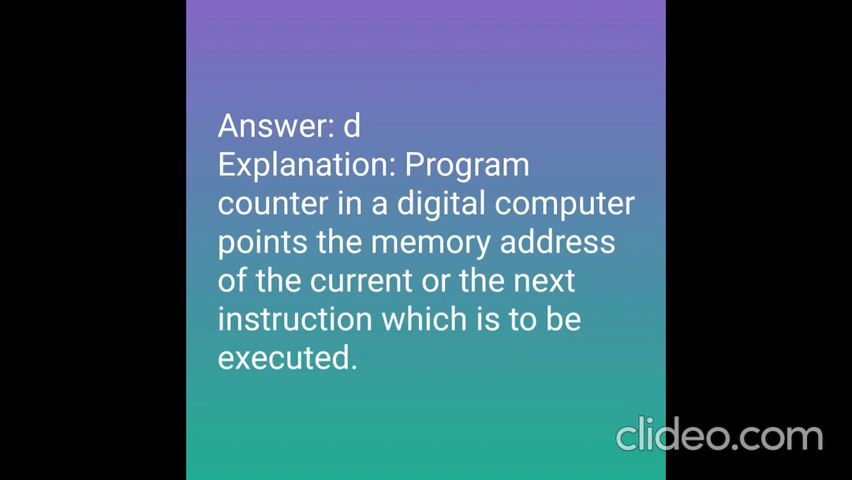 Answer: d
Explanation: Program
counter in a digital computer
points the memory address
of the current or the next
instruction which is to be
executed.
clideo.com